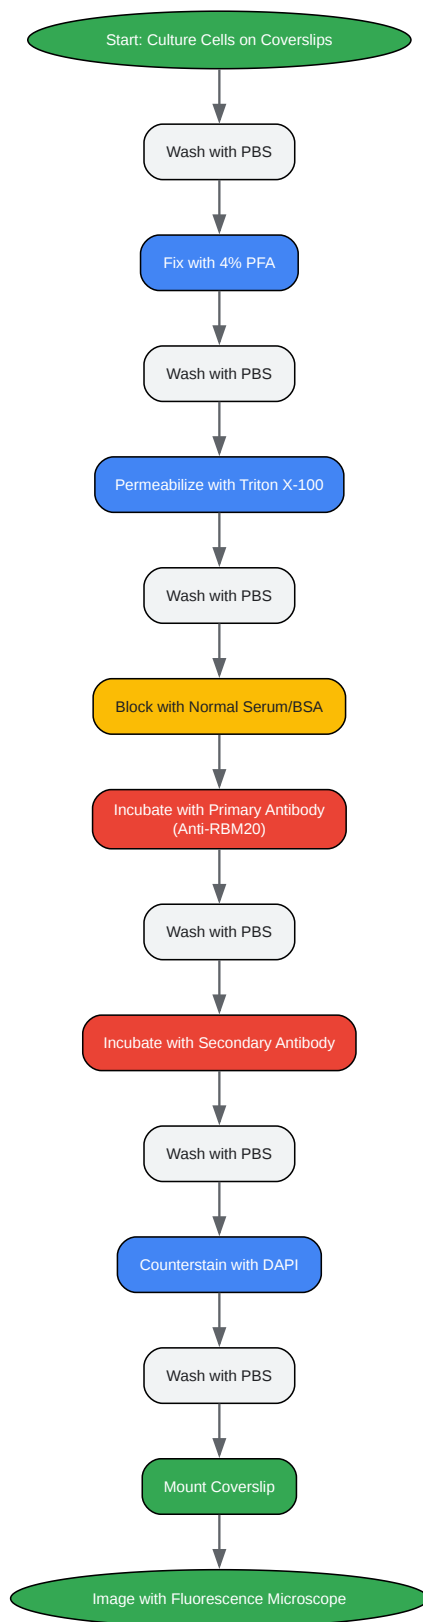 Start: Culture Cells on Coverslips
Wash with PBS
Fix with 4% PFA
Wash with PBS
Permeabilize with Triton X-100
Wash with PBS
Block with Normal Serum/BSA
Incubate with Primary Antibody
(Anti-RBM20)
Wash with PBS
Incubate with Secondary Antibody
Wash with PBS
Counterstain with DAPI
Wash with PBS
Mount Coverslip
Image with Fluorescence Microscope